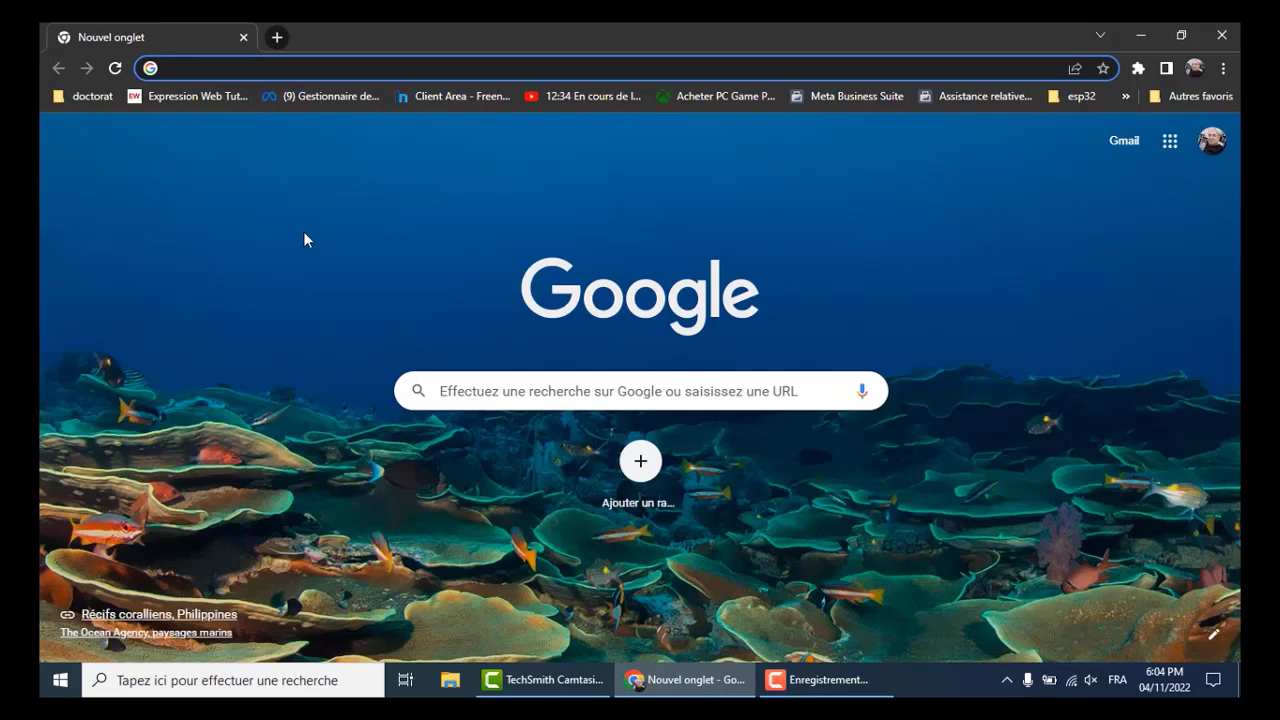 Nouvel onglet
doctorat
EW Expression Web Tut...
(9) Gestionnaire de...
Client Area - Freen...
12:34 En cours de l...
Acheter PC Game P...
Meta Business Suite
Assistance relative...
esp32
»
Autres favoris
Gmail
Google
Effectuez une recherche sur Google ou saisissez une URL
Ajouter un ra...
Récifs coralliens, Philippines
The Ocean Agency, paysages marins
Tapez ici pour effectuer une recherche
TechSmith Camtasi...
Nouvel onglet - Go...
Enregistrement...
FRA
6:04 PM
04/11/2022